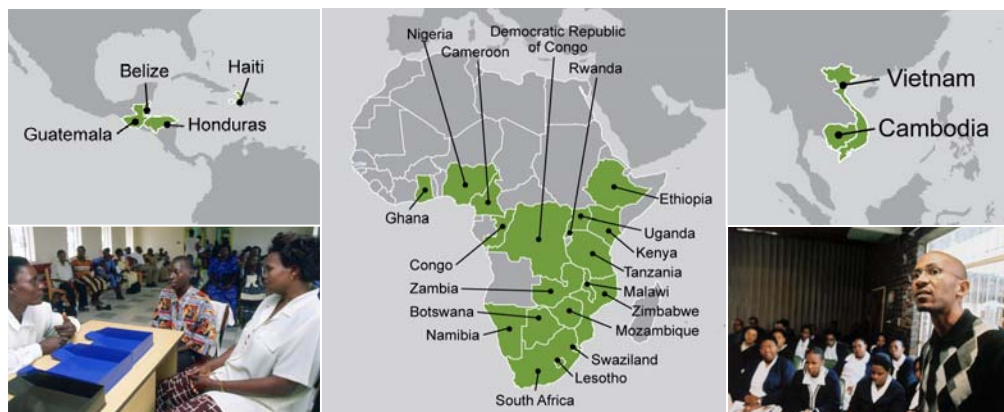 Belize
Haiti
Guatemala
Honduras
Nigeria
Democratic Republic
of Congo
Cameroon
Rwanda
Ghana
Ethiopia
Uganda
Kenya
Congo
Tanzania
Zambia
Malawi
Zimbabwe
Botswana
Mozambique
Namibia
Swaziland
Lesotho
South Africa
Vietnam
Cambodia